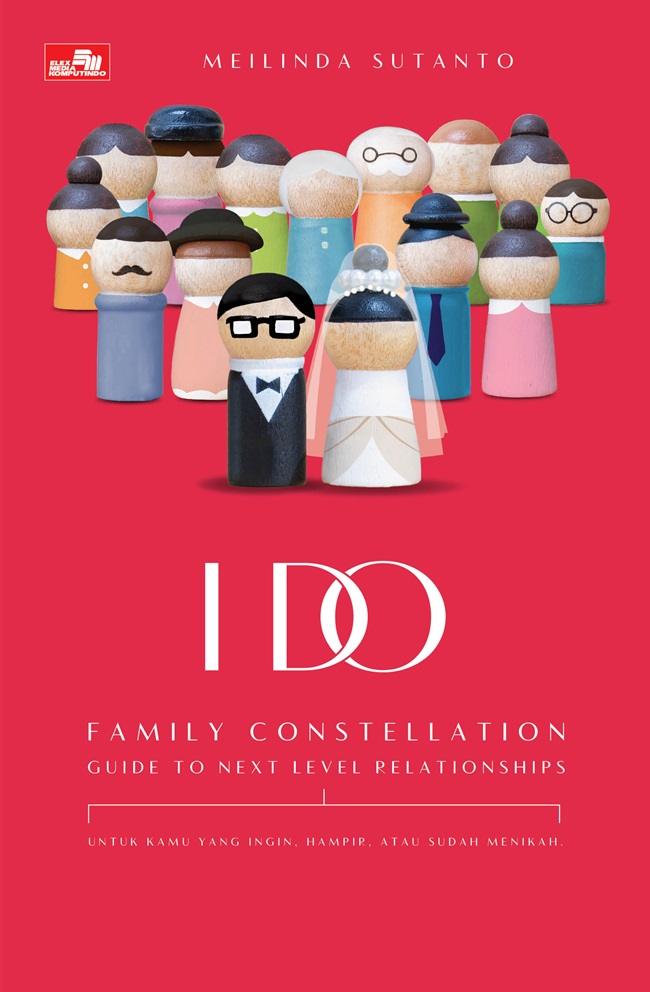 ELEX
MEDIA
KOMPUTINDO
MEILINDA SUTANTO
I DO
FAMILY CONSTELLATION
GUIDE TO NEXT LEVEL RELATIONSHIPS
UNTUK KAMU YANG INGIN, HAMPIR, ATAU SUDAH MENIKAH.